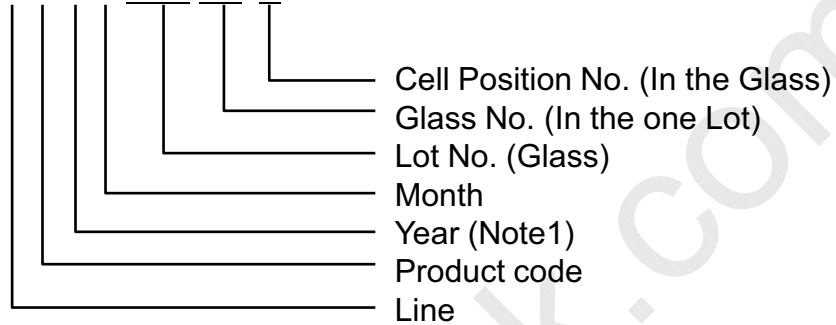 Cell Position No. (In the Glass)
Glass No. (In the one Lot)
Lot No. (Glass)
Month
Year (Note1)
Product code
Line